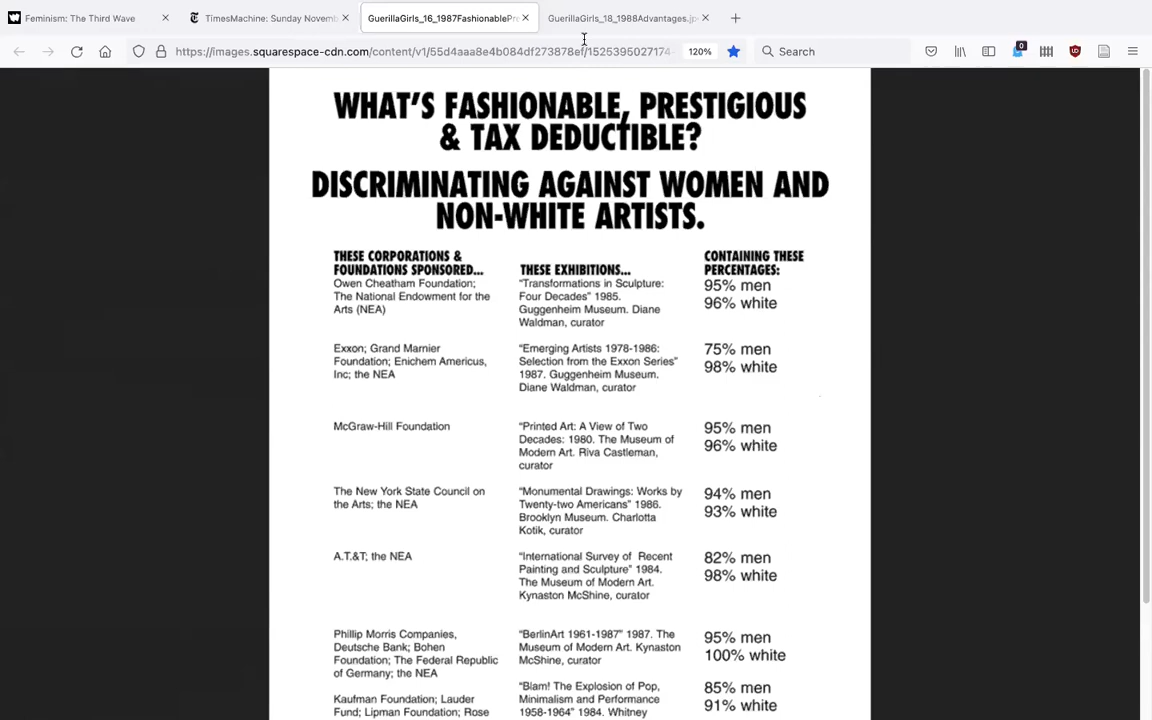 Feminism: The Third Wave
TimesMachine: Sunday Novemb
GuerillaGirls_16_1987FashionablePre
GuerillaGirls_18_1988Advantages.jp
https://images.squarespace-cdn.com/content/v1/55d4aaa8e4b084df273878ef/1525395027174-
120%
Search
0
WHAT'S FASHIONABLE, PRESTIGIOUS
& TAX DEDUCTIBLE?
DISCRIMINATING AGAINST WOMEN AND
NON-WHITE ARTISTS.
THESE CORPORATIONS &
FOUNDATIONS SPONSORED...
THESE EXHIBITIONS...
CONTAINING THESE
PERCENTAGES:
Owen Cheatham Foundation;
The National Endowment for the
Arts (NEA)
"Transformations in Sculpture:
Four Decades" 1985.
Guggenheim Museum. Diane
Waldman, curator
95% men
96% white
Exxon; Grand Marnier
Foundation; Enichem Americus,
Inc; the NEA
"Emerging Artists 1978-1986:
Selection from the Exxon Series"
1987. Guggenheim Museum.
Diane Waldman, curator
75% men
98% white
McGraw-Hill Foundation
"Printed Art: A View of Two
Decades: 1980. The Museum of
Modern Art. Riva Castleman,
curator
95% men
96% white
The New York State Council on
the Arts; the NEA
"Monumental Drawings: Works by
Twenty-two Americans" 1986.
Brooklyn Museum. Charlotta
Kotik, curator
94% men
93% white
A.T.&T; the NEA
"International Survey of Recent
Painting and Sculpture" 1984.
The Museum of Modern Art.
Kynaston McShine, curator
82% men
98% white
Phillip Morris Companies,
Deutsche Bank; Bohen
Foundation; The Federal Republic
of Germany; the NEA
"BerlinArt 1961-1987" 1987. The
Museum of Modern Art. Kynaston
McShine, curator
95% men
100% white
Kaufman Foundation; Lauder
Fund; Lipman Foundation; Rose
"Blam! The Explosion of Pop,
Minimalism and Performance
1958-1964" 1984. Whitney
85% men
91% white